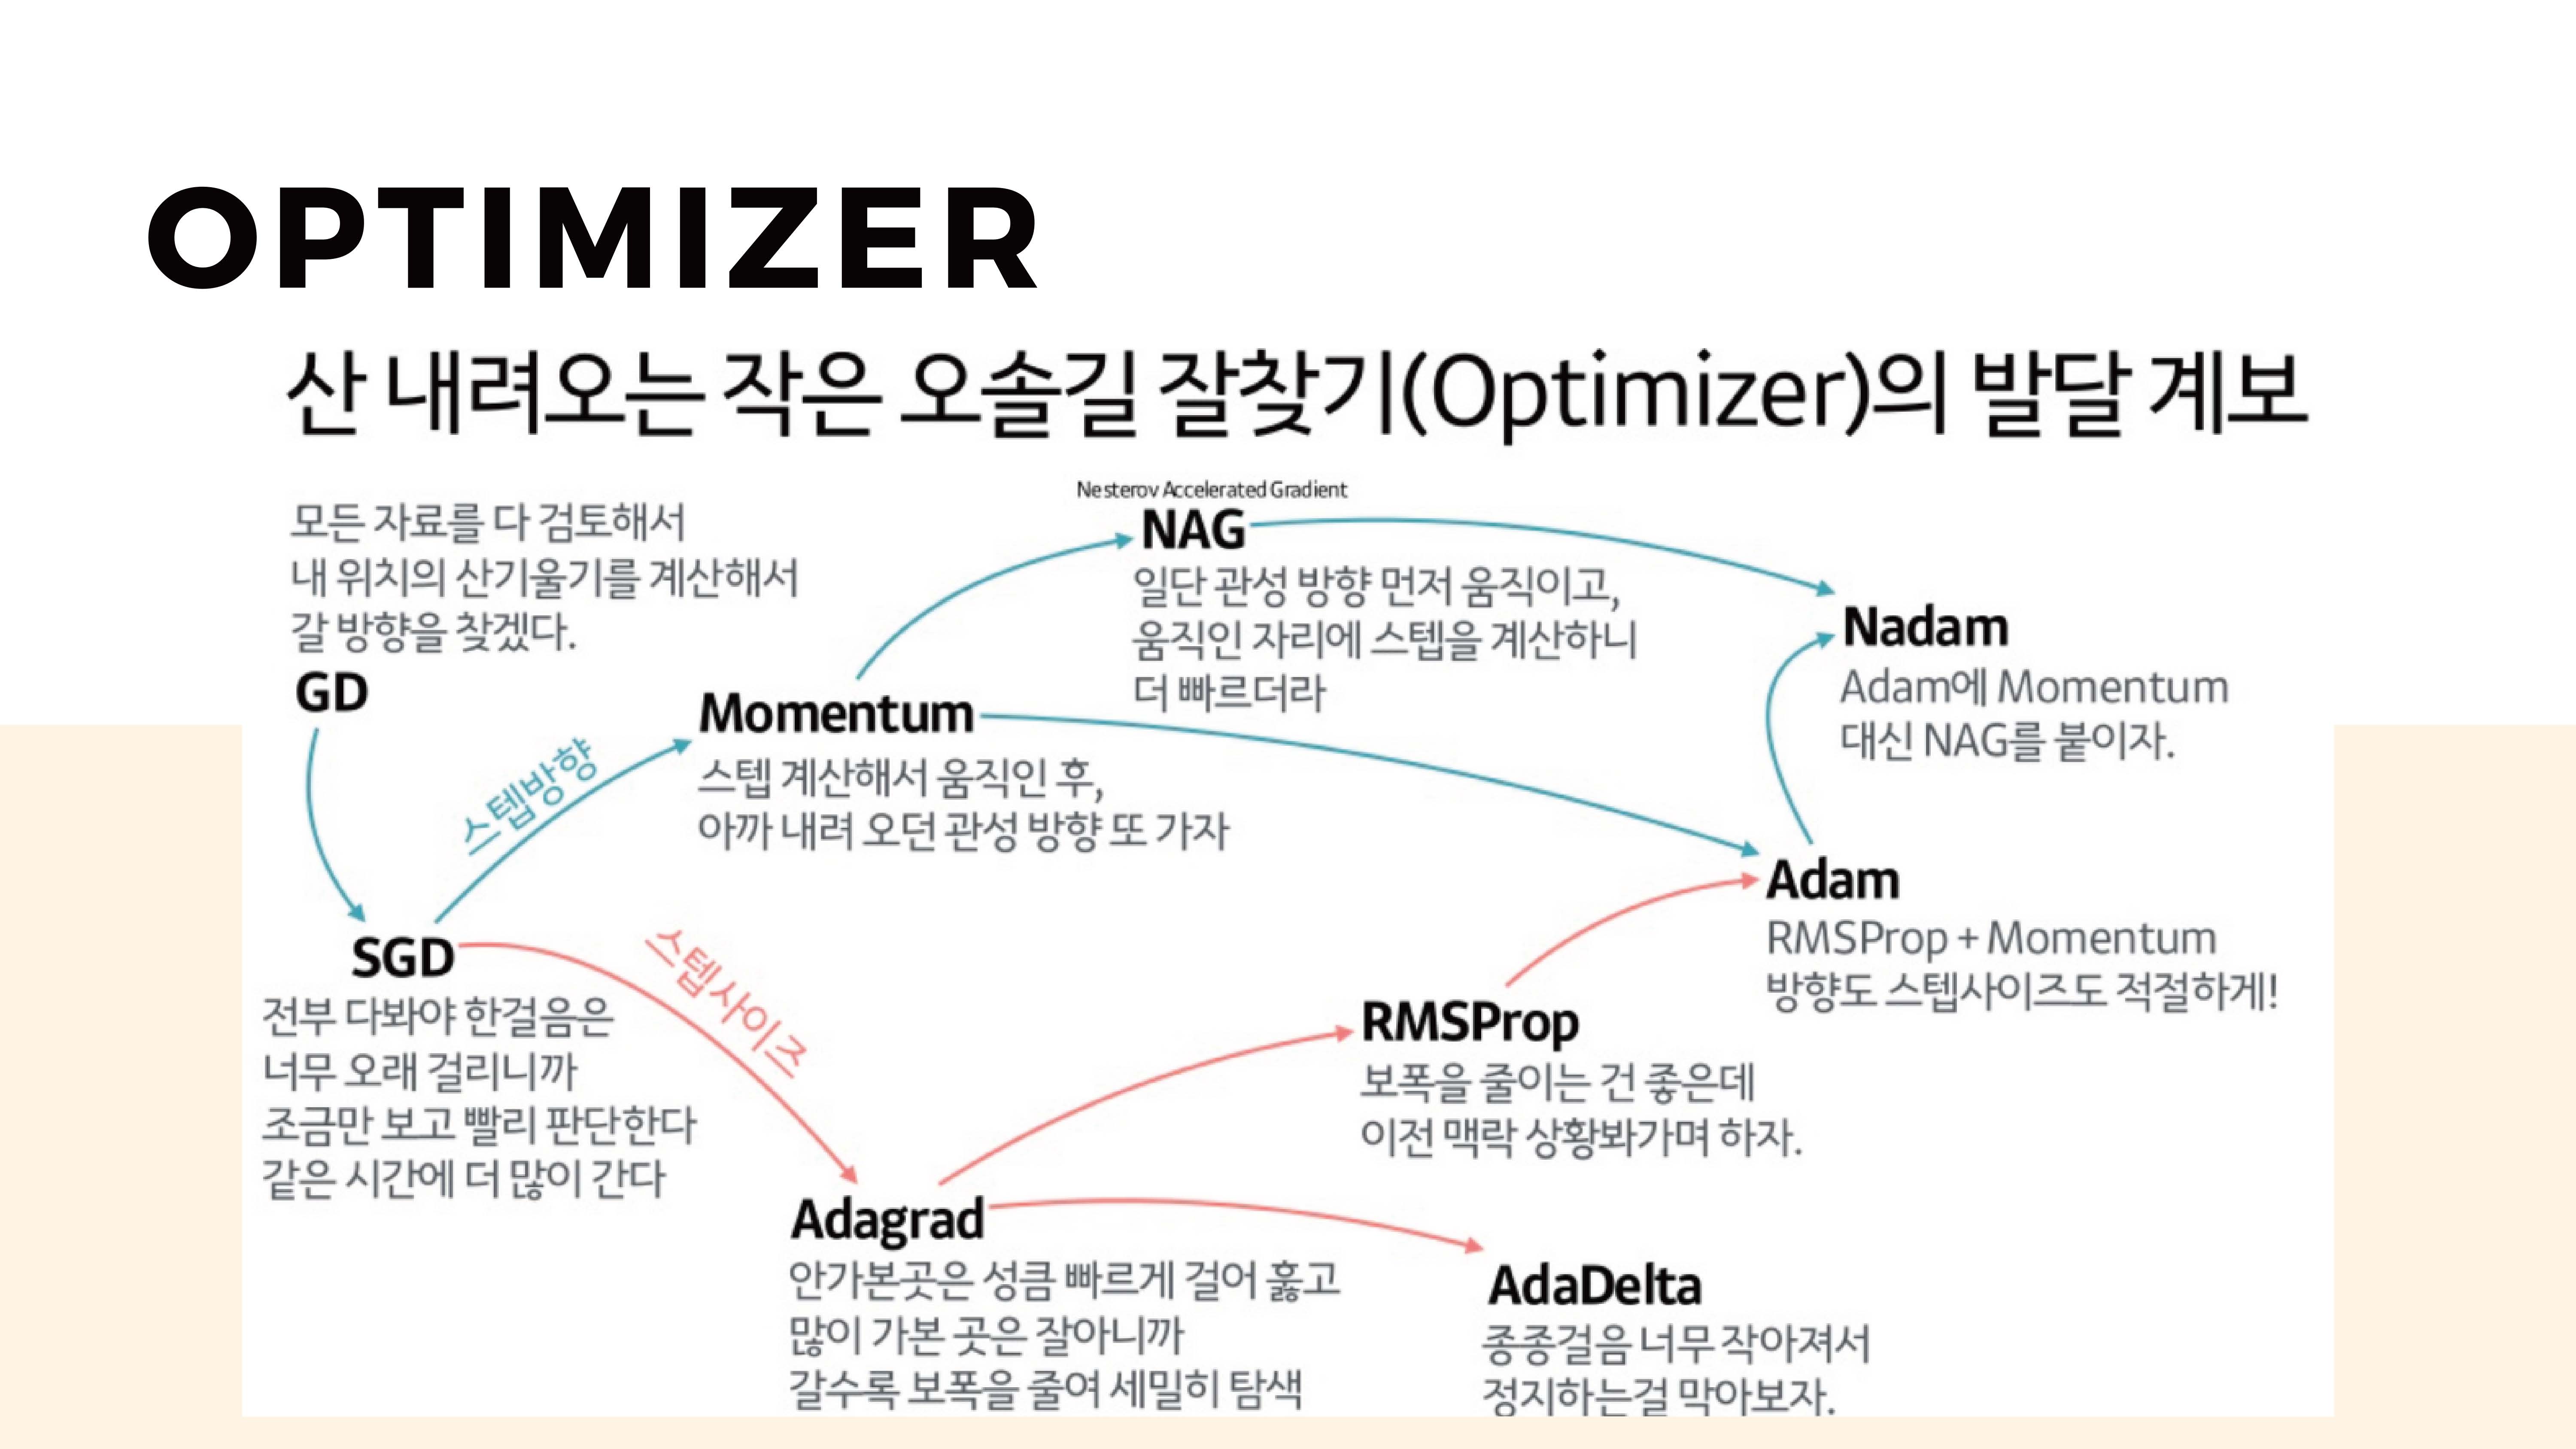 OPTIMIZER
산 내려오는 작은 오솔길 잘찾기(Optimizer)의 발달 계보
모든 자료를 다 검토해서
내 위치의 산기울기를 계산해서
갈 방향을 찾겠다.
GD
스텝방향
SGD
전부 다봐야 한걸음은
너무 오래 걸리니까
조금만 보고 빨리 판단한다
같은 시간에 더 많이 간다
스텝사이즈
Momentum
스텝 계산해서 움직인 후,
아까 내려 오던 관성 방향 또 가자
Nesterov Accelerated Gradient
NAG
일단 관성 방향 먼저 움직이고,
움직인 자리에 스텝을 계산하니
더 빠르더라
Nadam
Adam에 Momentum
대신 NAG를 붙이자.
Adam
RMSProp + Momentum
방향도 스텝사이즈도 적절하게!
RMSProp
보폭을 줄이는 건 좋은데
이전 맥락 상황봐가며 하자.
Adagrad
안가본곳은 성큼 빠르게 걸어 훑고
많이 가본 곳은 잘아니까
갈수록 보폭을 줄여 세밀히 탐색
AdaDelta
종종걸음 너무 작아져서
정지하는걸 막아보자.